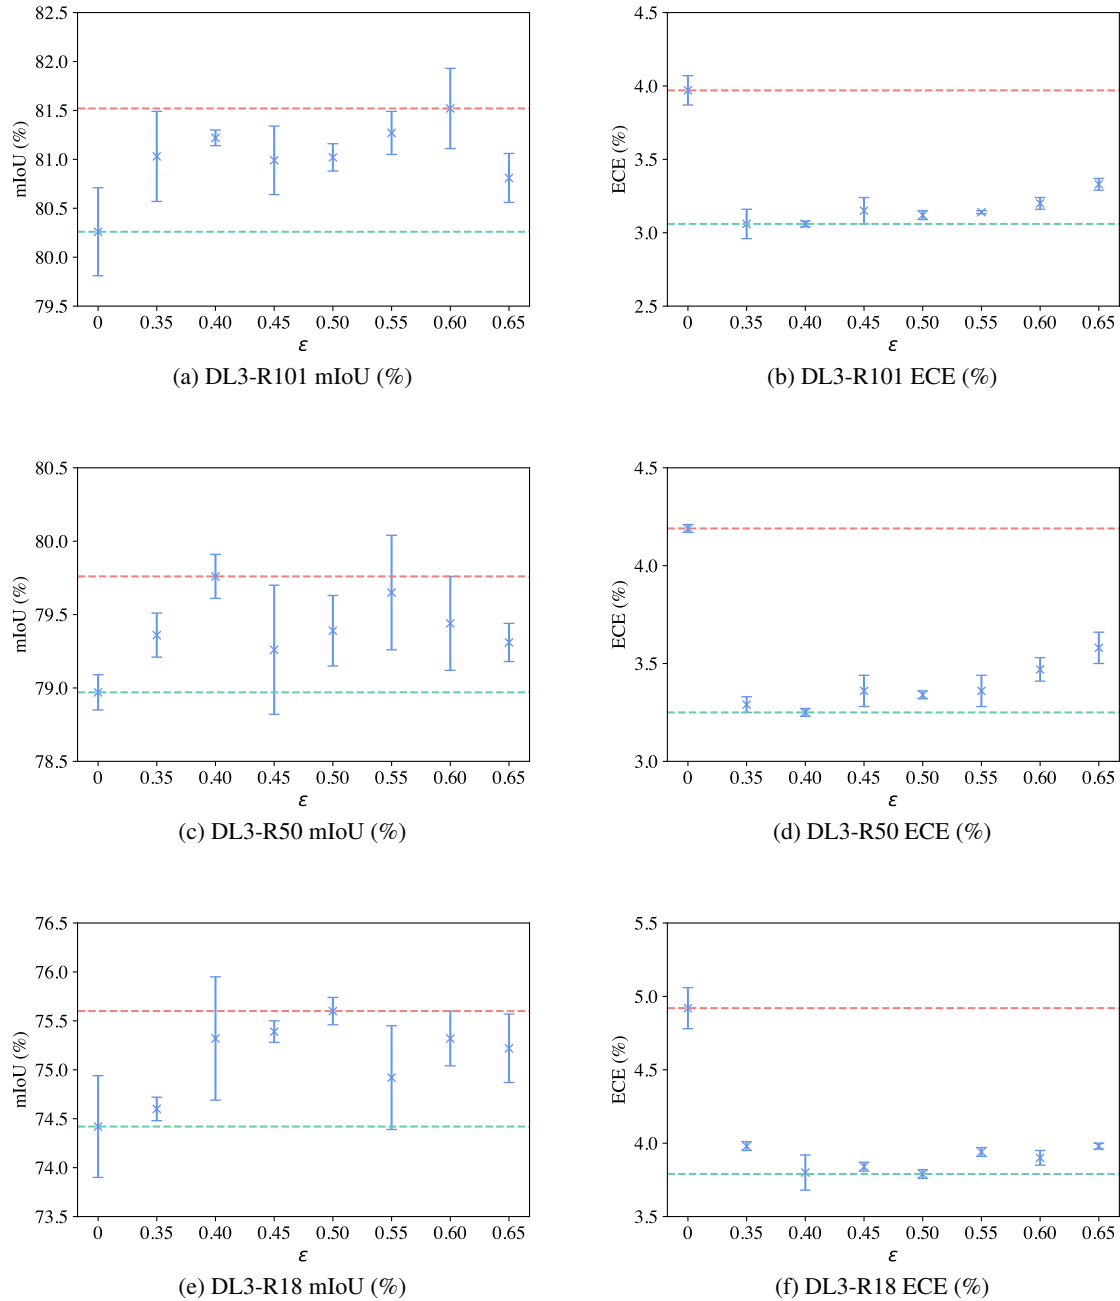 82.5
82.0
81.5
81.0
80.5
80.0
79.5
mIoU (%)
0 0.35 0.40 0.45 0.50 0.55 0.60 0.65
ε
(a) DL3-R101 mIoU (%)
4.5
4.0
3.5
3.0
2.5
ECE (%)
0 0.35 0.40 0.45 0.50 0.55 0.60 0.65
ε
(b) DL3-R101 ECE (%)
80.5
80.0
79.5
79.0
78.5
mIoU (%)
0 0.35 0.40 0.45 0.50 0.55 0.60 0.65
ε
(c) DL3-R50 mIoU (%)
4.5
4.0
3.5
3.0
ECE (%)
0 0.35 0.40 0.45 0.50 0.55 0.60 0.65
ε
(d) DL3-R50 ECE (%)
76.5
76.0
75.5
75.0
74.5
74.0
73.5
mIoU (%)
0 0.35 0.40 0.45 0.50 0.55 0.60 0.65
ε
(e) DL3-R18 mIoU (%)
5.5
5.0
4.5
4.0
3.5
ECE (%)
0 0.35 0.40 0.45 0.50 0.55 0.60 0.65
ε
(f) DL3-R18 ECE (%)